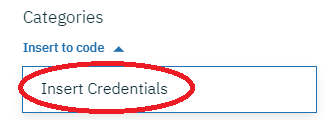 Categories
Insert to code
Insert Credentials